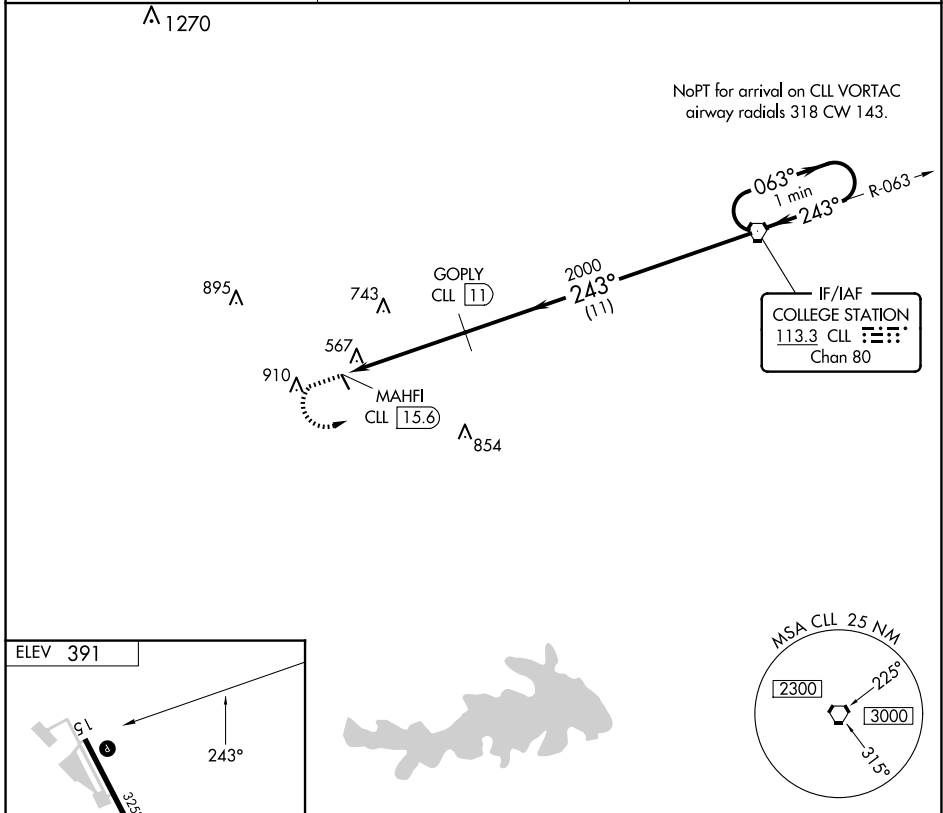 1270
NoPT for arrival on CLL VORTAC
airway radials 318 CW 143.
063°
1 min
243°
R-063
2000
243°
(11)
GOPLY
CLL 11
895
743
567
910
MAHFI
CLL 15.6
854
IF/IAF
COLLEGE STATION
113.3 CLL
Chan 80
ELEV 391
15
P
243°
MSA CLL 25 NM
2300
225°
3000
315°